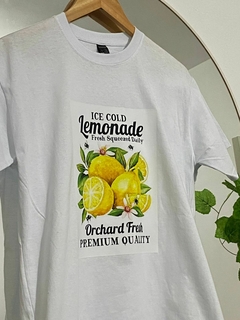 ICE COLD
Lemonade
Fresh Squeezed Daily
Orchard Fresh
PREMIUM QUALITY